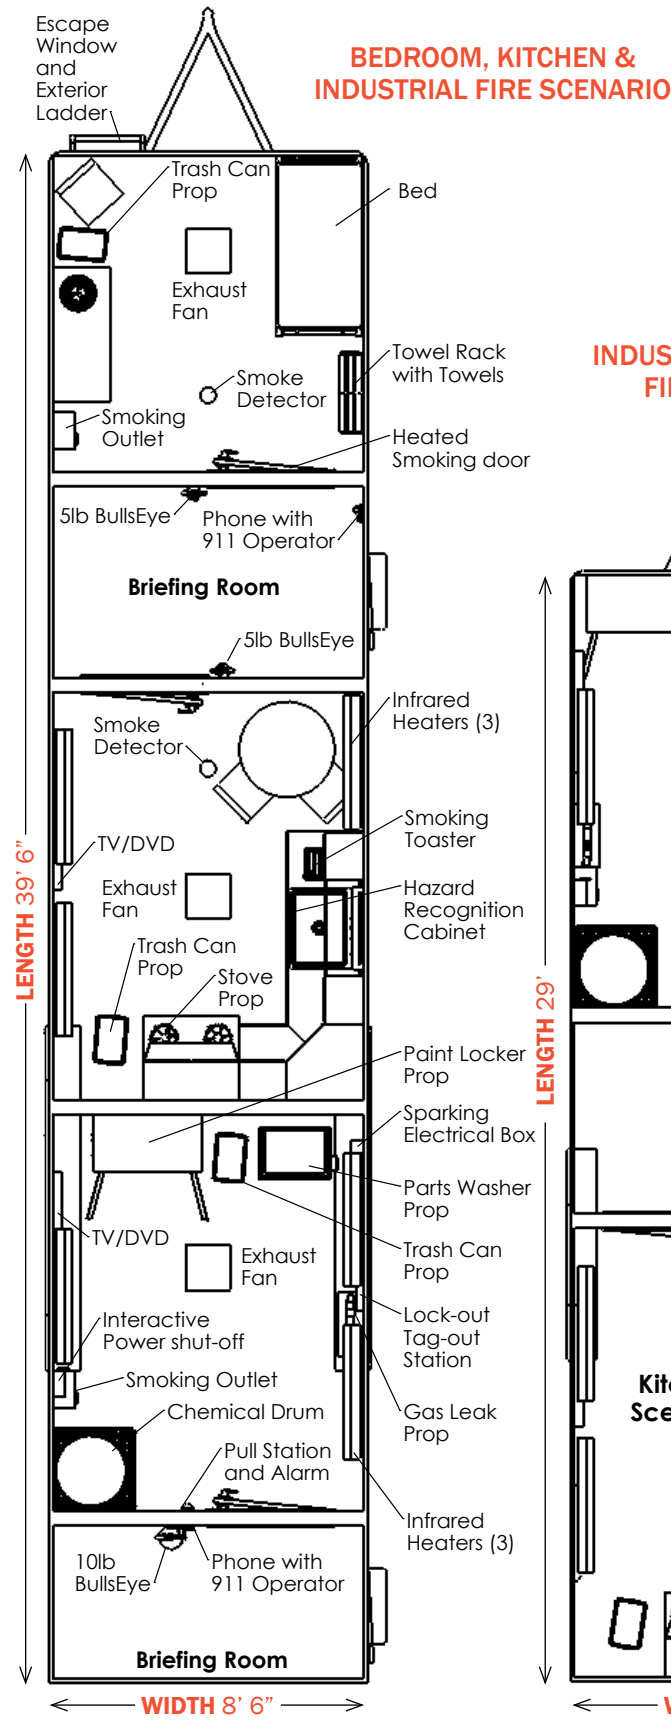 Escape
Window
and
Exterior
Ladder
BEDROOM, KITCHEN &
INDUSTRIAL FIRE SCENARIO
Trash Can
Prop
Bed
Exhaust
Fan
Towel Rack
with Towels
Smoke
Detector
Smoking
Outlet
Heated
Smoking door
5lb BullsEye
Phone with
911 Operator
Briefing Room
5lb BullsEye
Infrared
Heaters (3)
Smoke
Detector
Smoking
Toaster
TV/DVD
Exhaust
Fan
Hazard
Recognition
Cabinet
Trash Can
Prop
Stove
Prop
LENGTH 39' 6"
Paint Locker
Prop
Sparking
Electrical Box
Parts Washer
Prop
TV/DVD
Exhaust
Fan
Trash Can
Prop
Interactive
Power shut-off
Lock-out
Tag-out
Station
Smoking Outlet
Chemical Drum
Gas Leak
Prop
Pull Station
and Alarm
Infrared
Heaters (3)
10lb
BullsEye
Phone with
911 Operator
Briefing Room
WIDTH 8' 6"
INDUS
FI
LENGTH 29'
Kit
Sce
W